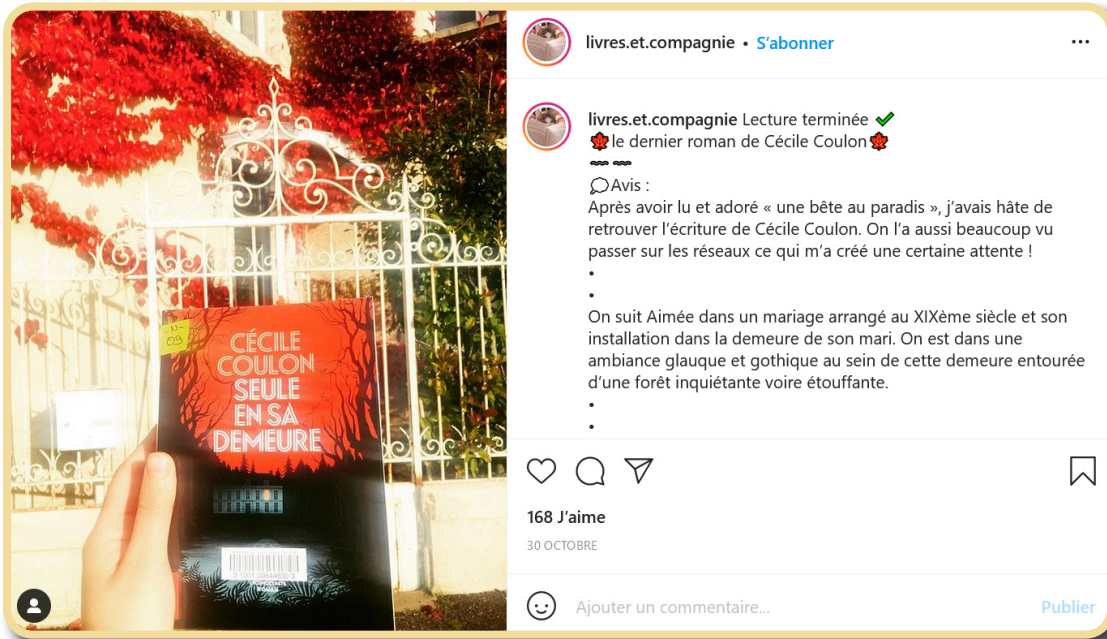 livres.et.compagnie • S'abonner
livres.et.compagnie Lecture terminée ✔
🍁le dernier roman de Cécile Coulon🍁
〰️〰️
💭Avis :
Après avoir lu et adoré « une bête au paradis », j'avais hâte de
retrouver l'écriture de Cécile Coulon. On l'a aussi beaucoup vu
passer sur les réseaux ce qui m'a créé une certaine attente !
•
•
On suit Aimée dans un mariage arrangé au XIXème siècle et son
installation dans la demeure de son mari. On est dans une
ambiance glauque et gothique au sein de cette demeure entourée
d'une forêt inquiétante voire étouffante.
•
•
168 J'aime
30 OCTOBRE
Ajouter un commentaire... Publier
-N-
09
CÉCILE
COULON
SEULE
EN SA
DEMEURE
ROMAN